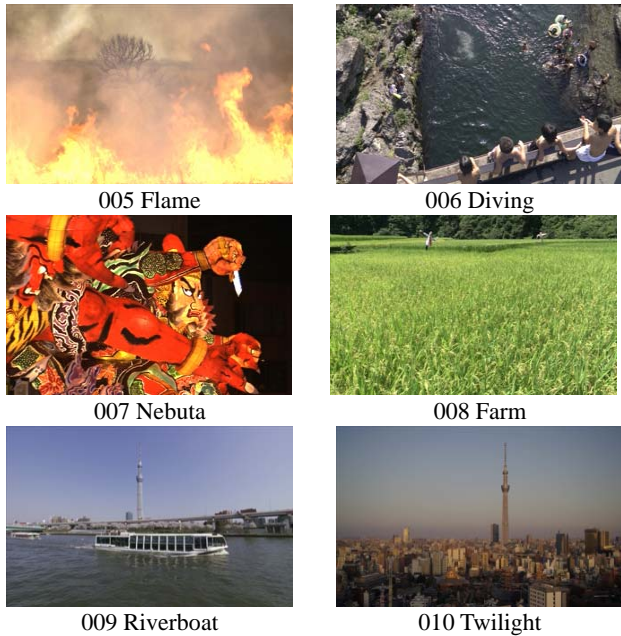 005 Flame
006 Diving
007 Nebuta
008 Farm
009 Riverboat
010 Twilight